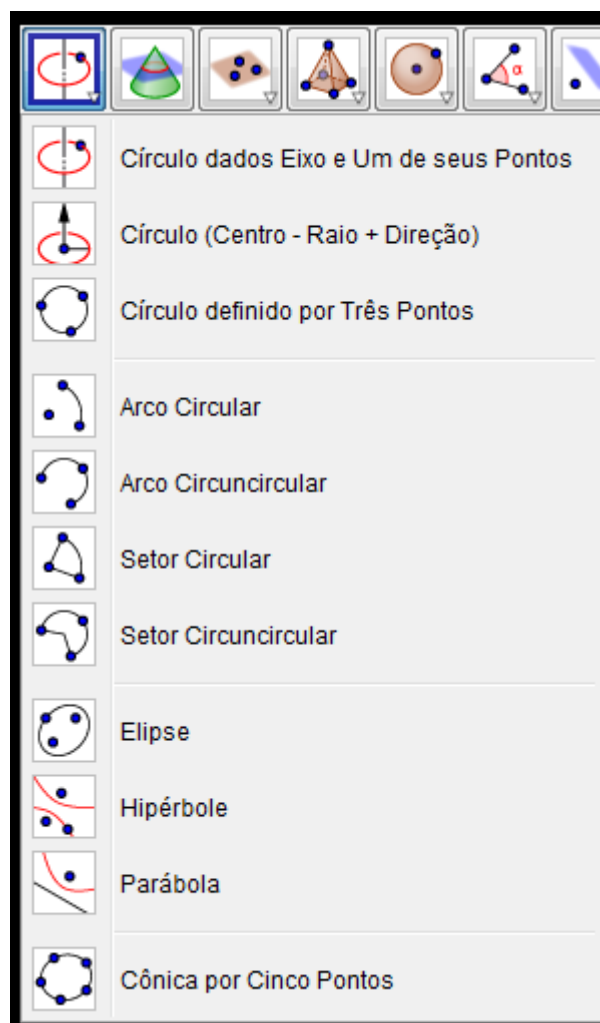 α
Círculo dados Eixo e Um de seus Pontos
Círculo (Centro - Raio + Direção)
Círculo definido por Três Pontos
Arco Circular
Arco Circuncircular
Setor Circular
Setor Circuncircular
Elipse
Hipérbole
Parábola
Cônica por Cinco Pontos